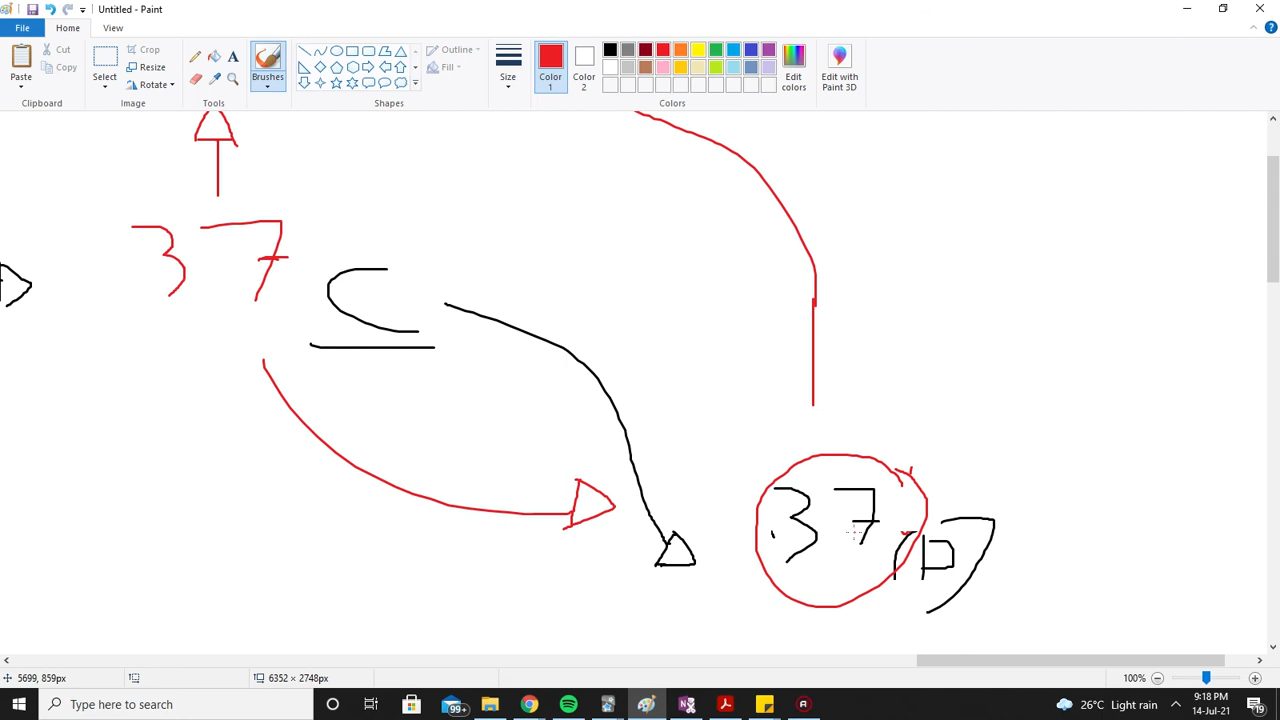 Untitled - Paint
File Home View
Paste Cut Copy Select Crop Resize Rotate A Brushes Outline Fill Size Color 1 Color 2 Edit colors Edit with Paint 3D
Clipboard Image Tools Shapes Colors
37
C
37
(P)
5699, 859px 6352 × 2748px 100%
Type here to search 99+ 26°C Light rain 9:18 PM 14-Jul-21 19